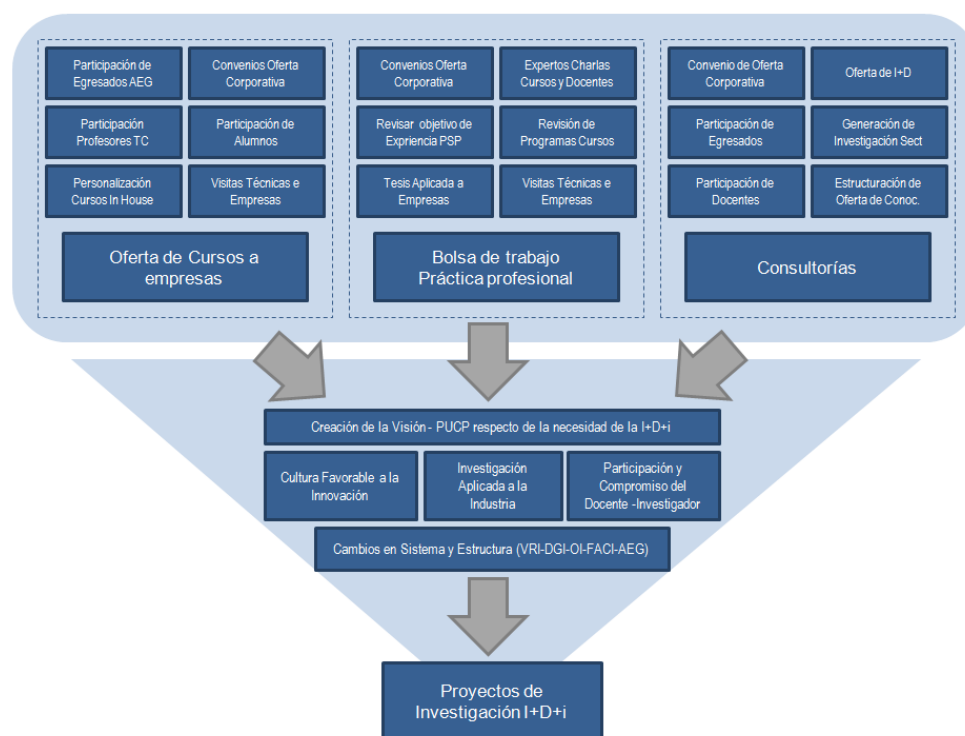 Participación de
Egresados AEG
Convenios Oferta
Corporativa
Participación
Profesores TC
Participación de
Alumnos
Personalización
Cursos In House
Visitas Técnicas e
Empresas
Oferta de Cursos a
empresas
Convenios Oferta
Corporativa
Expertos Charlas
Cursos y Docentes
Revisar objetivo de
Expriencia PSP
Revisión de
Programas Cursos
Tesis Aplicada a
Empresas
Visitas Técnicas e
Empresas
Bolsa de trabajo
Práctica profesional
Convenio de Oferta
Corporativa
Oferta de I+D
Participación de
Egresados
Generación de
Investigación Sect
Participación de
Docentes
Estructuración de
Oferta de Conoc.
Consultorías
Creación de la Visión - PUCP respecto de la necesidad de la I+D+i
Cultura Favorable a la
Innovación
Investigación
Aplicada a la
Industria
Participación y
Compromiso del
Docente -Investigador
Cambios en Sistema y Estructura (VRI-DGI-OI-FACI-AEG)
Proyectos de
Investigación I+D+i